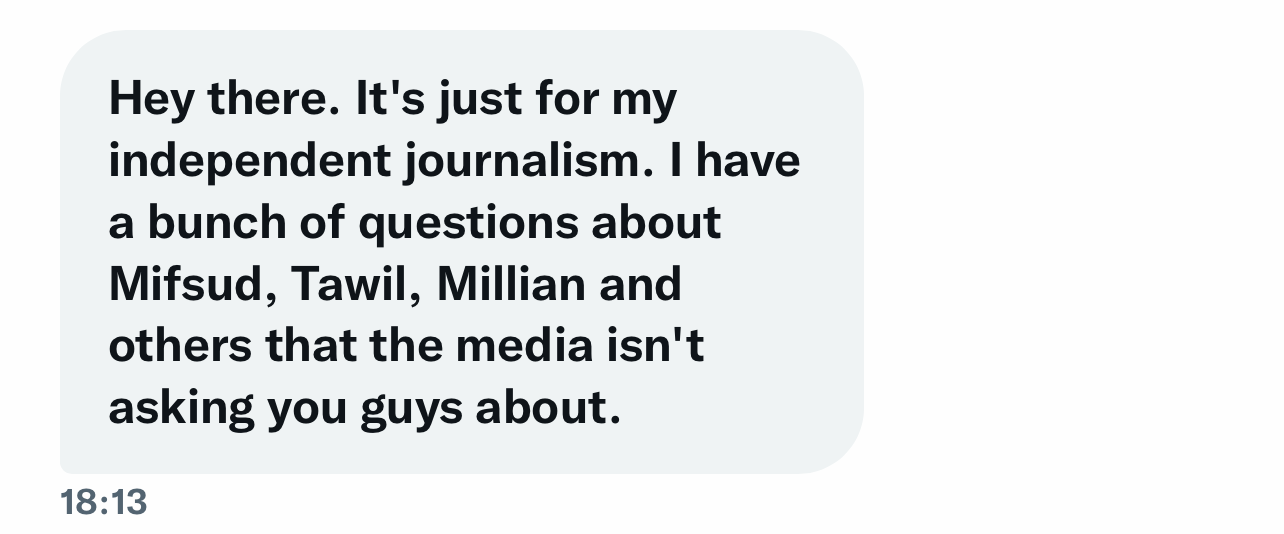 Hey there. It's just for my
independent journalism. I have
a bunch of questions about
Mifsud, Tawil, Millian and
others that the media isn't
asking you guys about.
18:13